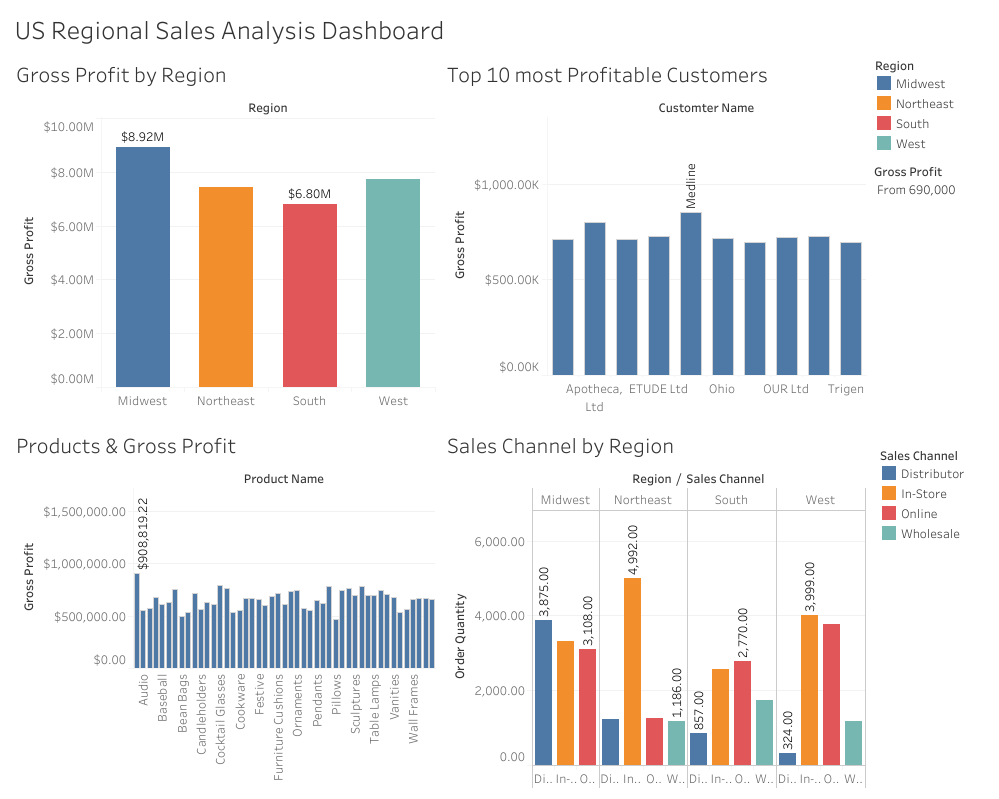 US Regional Sales Analysis Dashboard
Gross Profit by Region
Region
Gross Profit
$10.00M
$8.00M
$6.00M
$4.00M
$2.00M
$0.00M
$8.92M
$6.80M
Midwest
Northeast
South
West
Top 10 most Profitable Customers
Customter Name
Gross Profit
$1,000.00K
$500.00K
$0.00K
Medline
Apotheca,
Ltd
ETUDE Ltd
Ohio
OUR Ltd
Trigen
Region
Midwest
Northeast
South
West
Gross Profit
From 690,000
Products & Gross Profit
Product Name
Gross Profit
$1,500,000.00
$1,000,000.00
$500,000.00
$0.00
$908,819.22
Audio
Baseball
Bean Bags
Candleholders
Cocktail Glasses
Cookware
Festive
Furniture Cushions
Ornaments
Pendants
Pillows
Sculptures
Table Lamps
Vanities
Wall Frames
Sales Channel by Region
Region / Sales Channel
Midwest
Northeast
South
West
Order Quantity
6,000.00
4,000.00
2,000.00
0.00
3,875.00
3,108.00
4,992.00
1,186.00
857.00
2,770.00
324.00
3,999.00
Di.. In-.. O..
Di.. In.. O.. W..
Di.. In-.. O.. W..
Di.. In-.. O.. W..
Sales Channel
Distributor
In-Store
Online
Wholesale